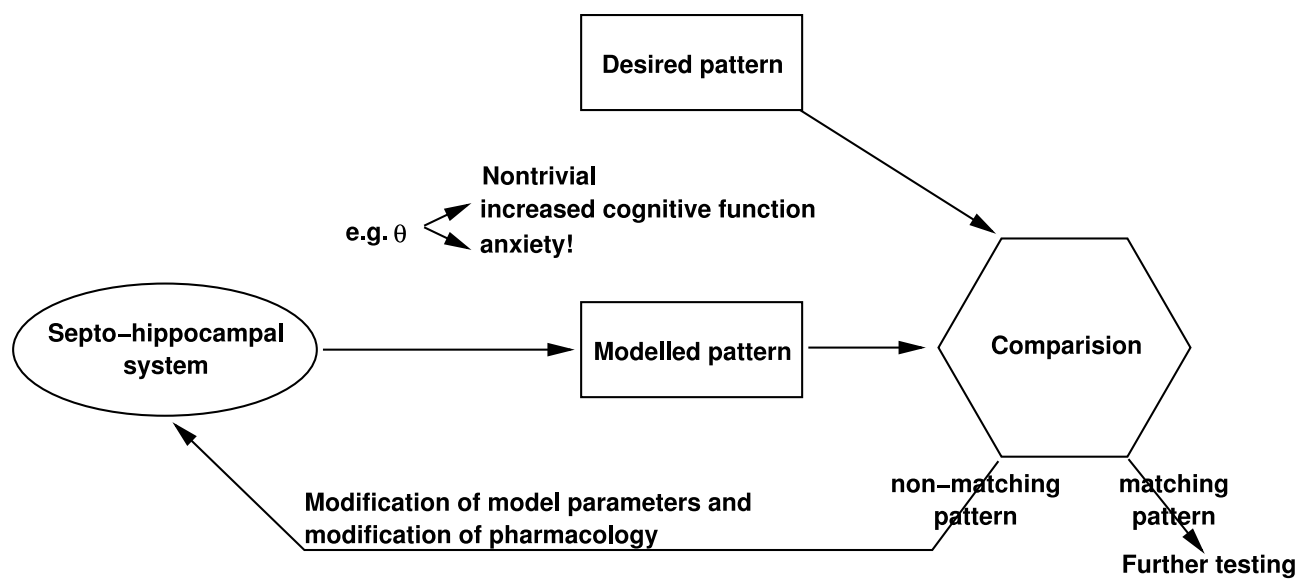 Desired pattern
Nontrivial
increased cognitive function
e.g. θ
anxiety!
Septo–hippocampal
system
Modelled pattern
Comparision
non–matching
pattern
matching
pattern
Modification of model parameters and
modification of pharmacology
Further testing